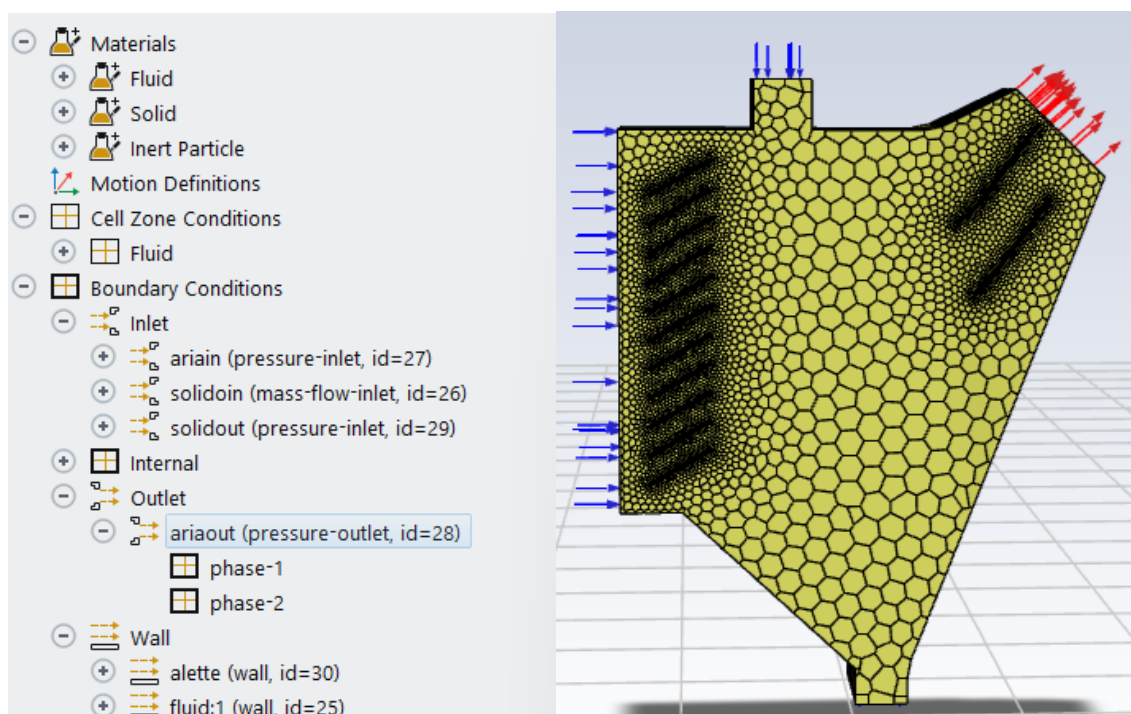 Materials
Fluid
Solid
Inert Particle
Motion Definitions
Cell Zone Conditions
Fluid
Boundary Conditions
Inlet
ariain (pressure-inlet, id=27)
solidoin (mass-flow-inlet, id=26)
solidout (pressure-inlet, id=29)
Internal
Outlet
ariaout (pressure-outlet, id=28)
phase-1
phase-2
Wall
alette (wall, id=30)
fluid:1 (wall, id=25)